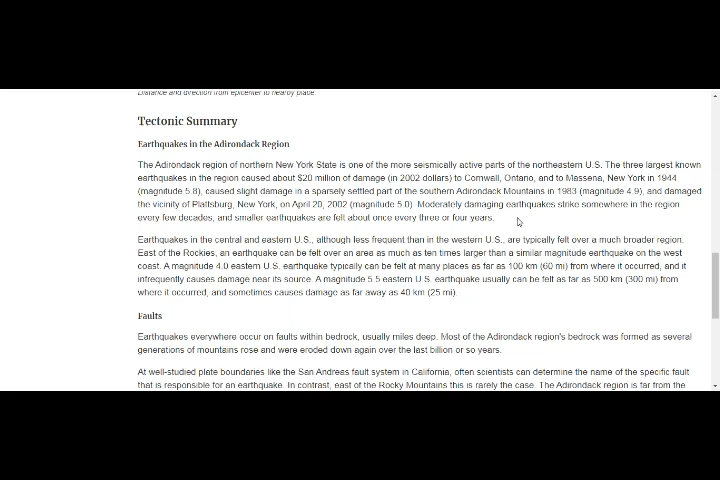 Distance and direction from epicenter to nearby place.
Tectonic Summary
Earthquakes in the Adirondack Region
The Adirondack region of northern New York State is one of the more seismically active parts of the northeastern U.S. The three largest known
earthquakes in the region caused about $20 million of damage (in 2002 dollars) to Cornwall, Ontario, and to Massena, New York in 1944
(magnitude 5.8), caused slight damage in a sparsely settled part of the southern Adirondack Mountains in 1983 (magnitude 4.9), and damaged
the vicinity of Plattsburg, New York, on April 20, 2002 (magnitude 5.0). Moderately damaging earthquakes strike somewhere in the region
every few decades, and smaller earthquakes are felt about once every three or four years.
Earthquakes in the central and eastern U.S., although less frequent than in the western U.S., are typically felt over a much broader region.
East of the Rockies, an earthquake can be felt over an area as much as ten times larger than a similar magnitude earthquake on the west
coast. A magnitude 4.0 eastern U.S. earthquake typically can be felt at many places as far as 100 km (60 mi) from where it occurred, and it
infrequently causes damage near its source. A magnitude 5.5 eastern U.S. earthquake usually can be felt as far as 500 km (300 mi) from
where it occurred, and sometimes causes damage as far away as 40 km (25 mi).
Faults
Earthquakes everywhere occur on faults within bedrock, usually miles deep. Most of the Adirondack region's bedrock was formed as several
generations of mountains rose and were eroded down again over the last billion or so years.
At well-studied plate boundaries like the San Andreas fault system in California, often scientists can determine the name of the specific fault
that is responsible for an earthquake. In contrast, east of the Rocky Mountains this is rarely the case. The Adirondack region is far from the